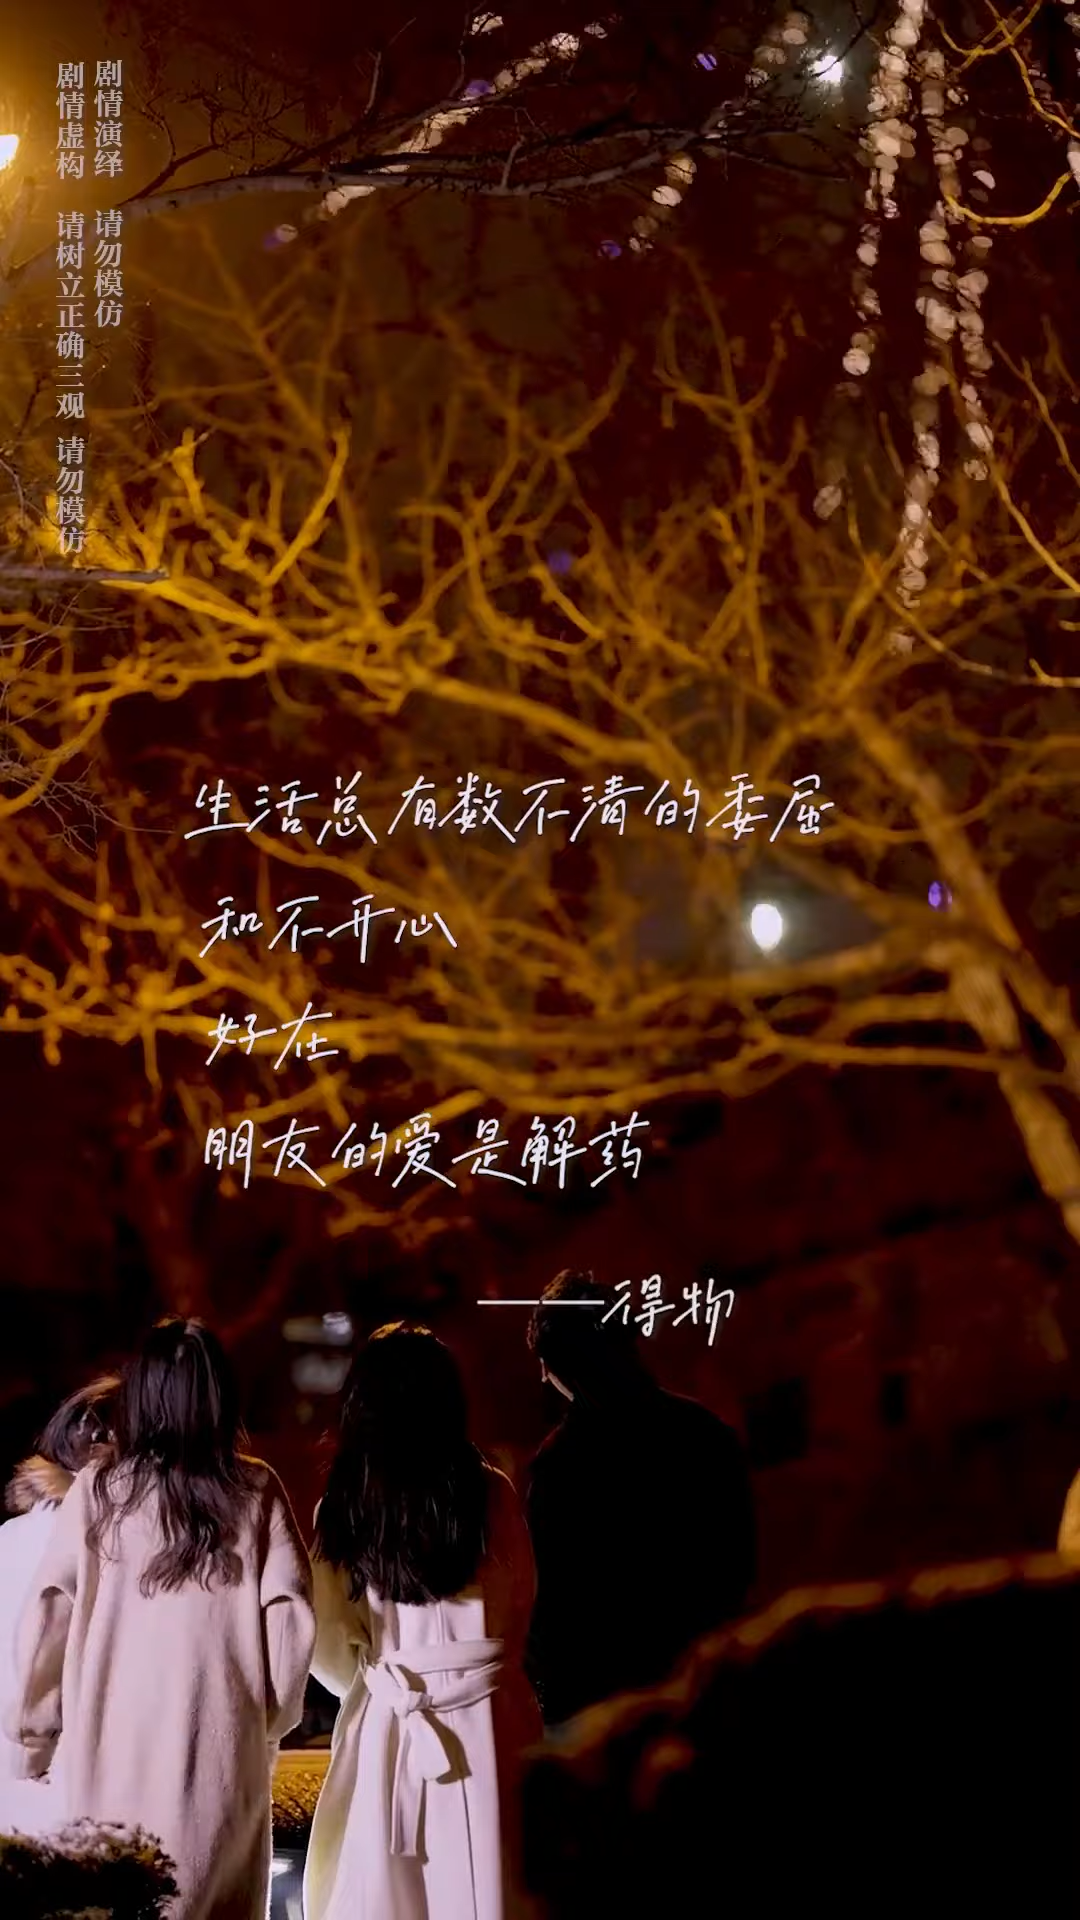 剧情演绎 请勿模仿
剧情虚构 请树立正确三观 请勿模仿
生活总有数不清的委屈
和不开心
好在
朋友的爱是解药
——得物